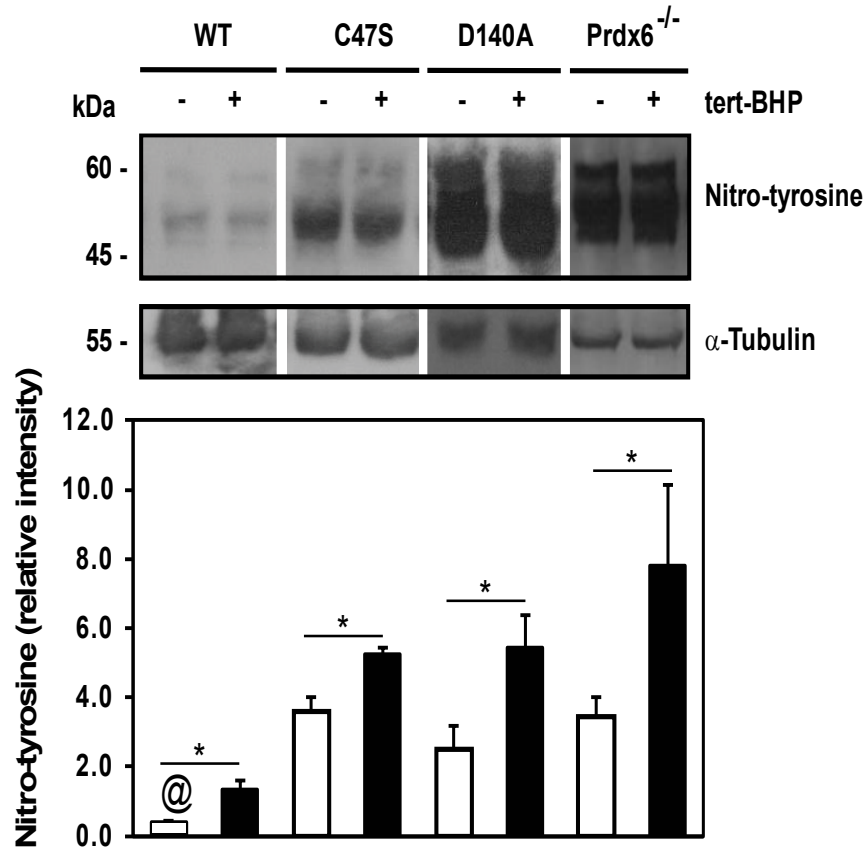 WT C47S D140A Prdx6-/-
kDa - + - + - + - + tert-BHP
60 -
Nitro-tyrosine
45 -
55 - α-Tubulin
Nitro-tyrosine (relative intensity)
12.0
10.0
8.0
6.0
4.0
2.0
0.0
@ * * * *